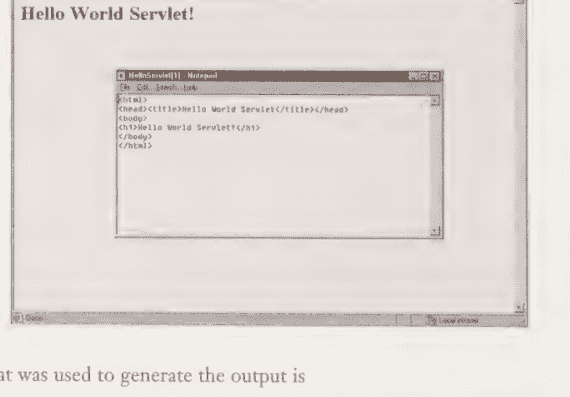 Hello World Servlet!
HelloServlet[1] - Notepad
File Edit Search Help
<html>
<head><title>Hello World Servlet</title></head>
<body>
<h1>Hello World Servlet!</h1>
</body>
</html>
Done
at was used to generate the output is